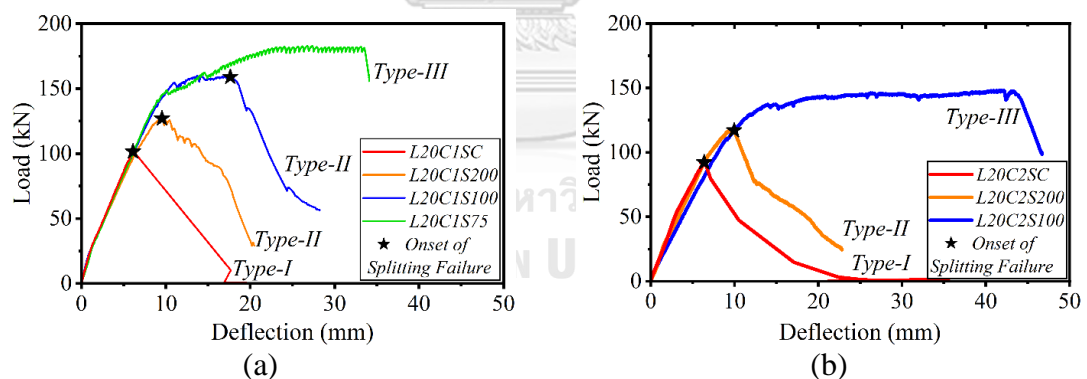 200
150
100
50
0
Load (kN)
0 10 20 30 40 50
Deflection (mm)
Type-III
Type-II
Type-II
Type-I
L20C1SC
L20C1S200
L20C1S100
L20C1S75
★ Onset of
Splitting Failure
(a)
200
150
100
50
0
Load (kN)
0 10 20 30 40 50
Deflection (mm)
Type-III
Type-II
Type-I
L20C2SC
L20C2S200
L20C2S100
★ Onset of
Splitting Failure
(b)